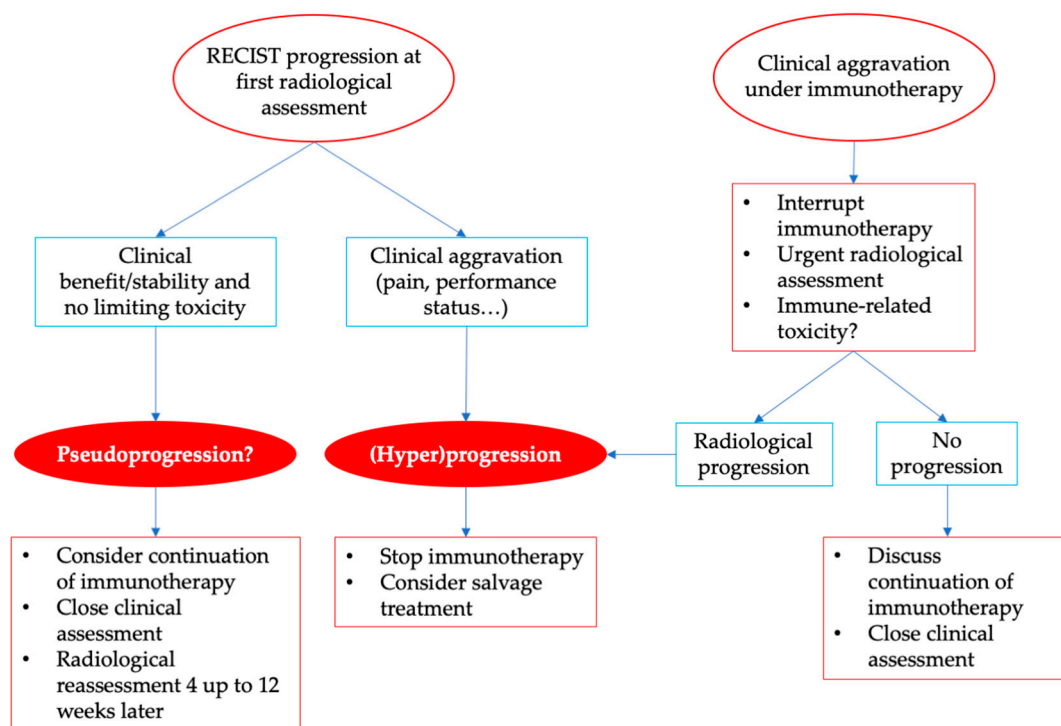 RECIST progression at
first radiological
assessment
Clinical aggravation
under immunotherapy
• Interrupt
immunotherapy
• Urgent radiological
assessment
• Immune-related
toxicity?
Clinical
benefit/stability and
no limiting toxicity
Clinical aggravation
(pain, performance
status…)
Pseudoprogression?
(Hyper)progression
Radiological
progression
No
progression
• Consider continuation
of immunotherapy
• Close clinical
assessment
• Radiological
reassessment 4 up to 12
weeks later
• Stop immunotherapy
• Consider salvage
treatment
• Discuss
continuation of
immunotherapy
• Close clinical
assessment